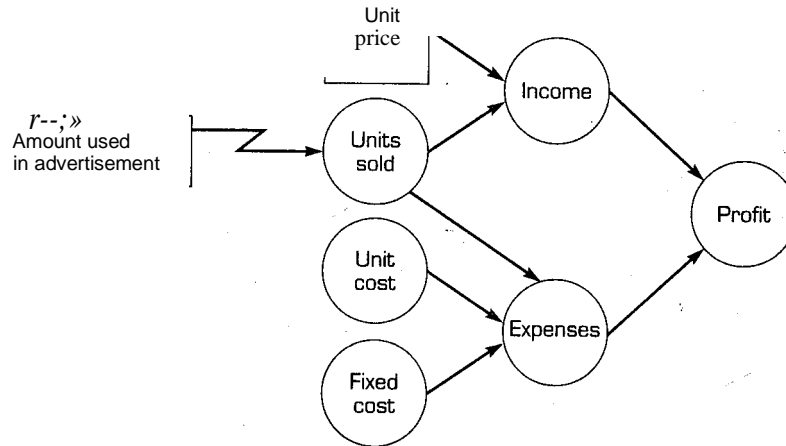 Unit
price
Income
r--;»
Amount used
in advertisement
Units
sold
Profit
Unit
cost
Expenses
Fixed
cost